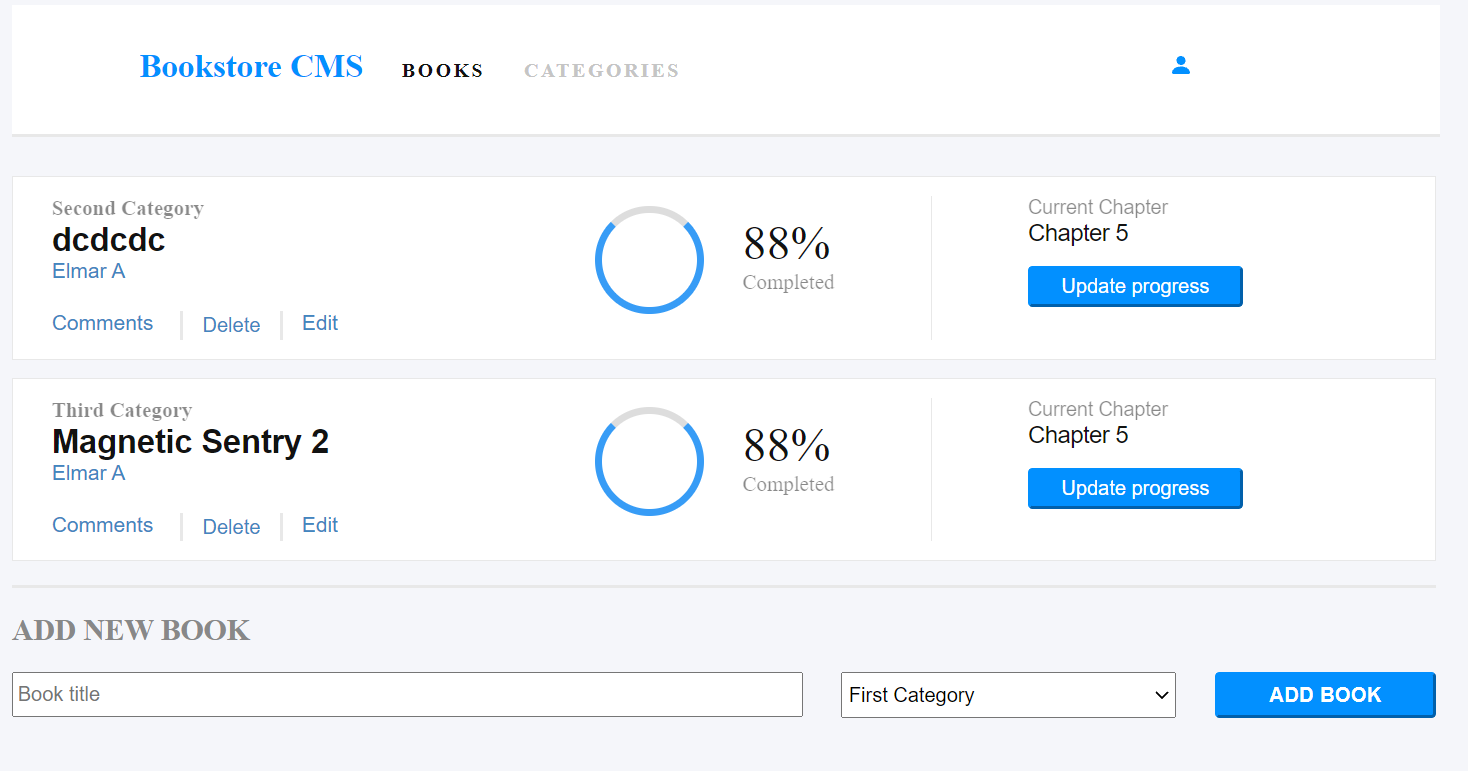 Bookstore CMS BOOKS CATEGORIES
Second Category
dcdcdc
Elmar A
Comments Delete Edit
88%
Completed
Current Chapter
Chapter 5
Update progress
Third Category
Magnetic Sentry 2
Elmar A
Comments Delete Edit
88%
Completed
Current Chapter
Chapter 5
Update progress
ADD NEW BOOK
Book title First Category ADD BOOK